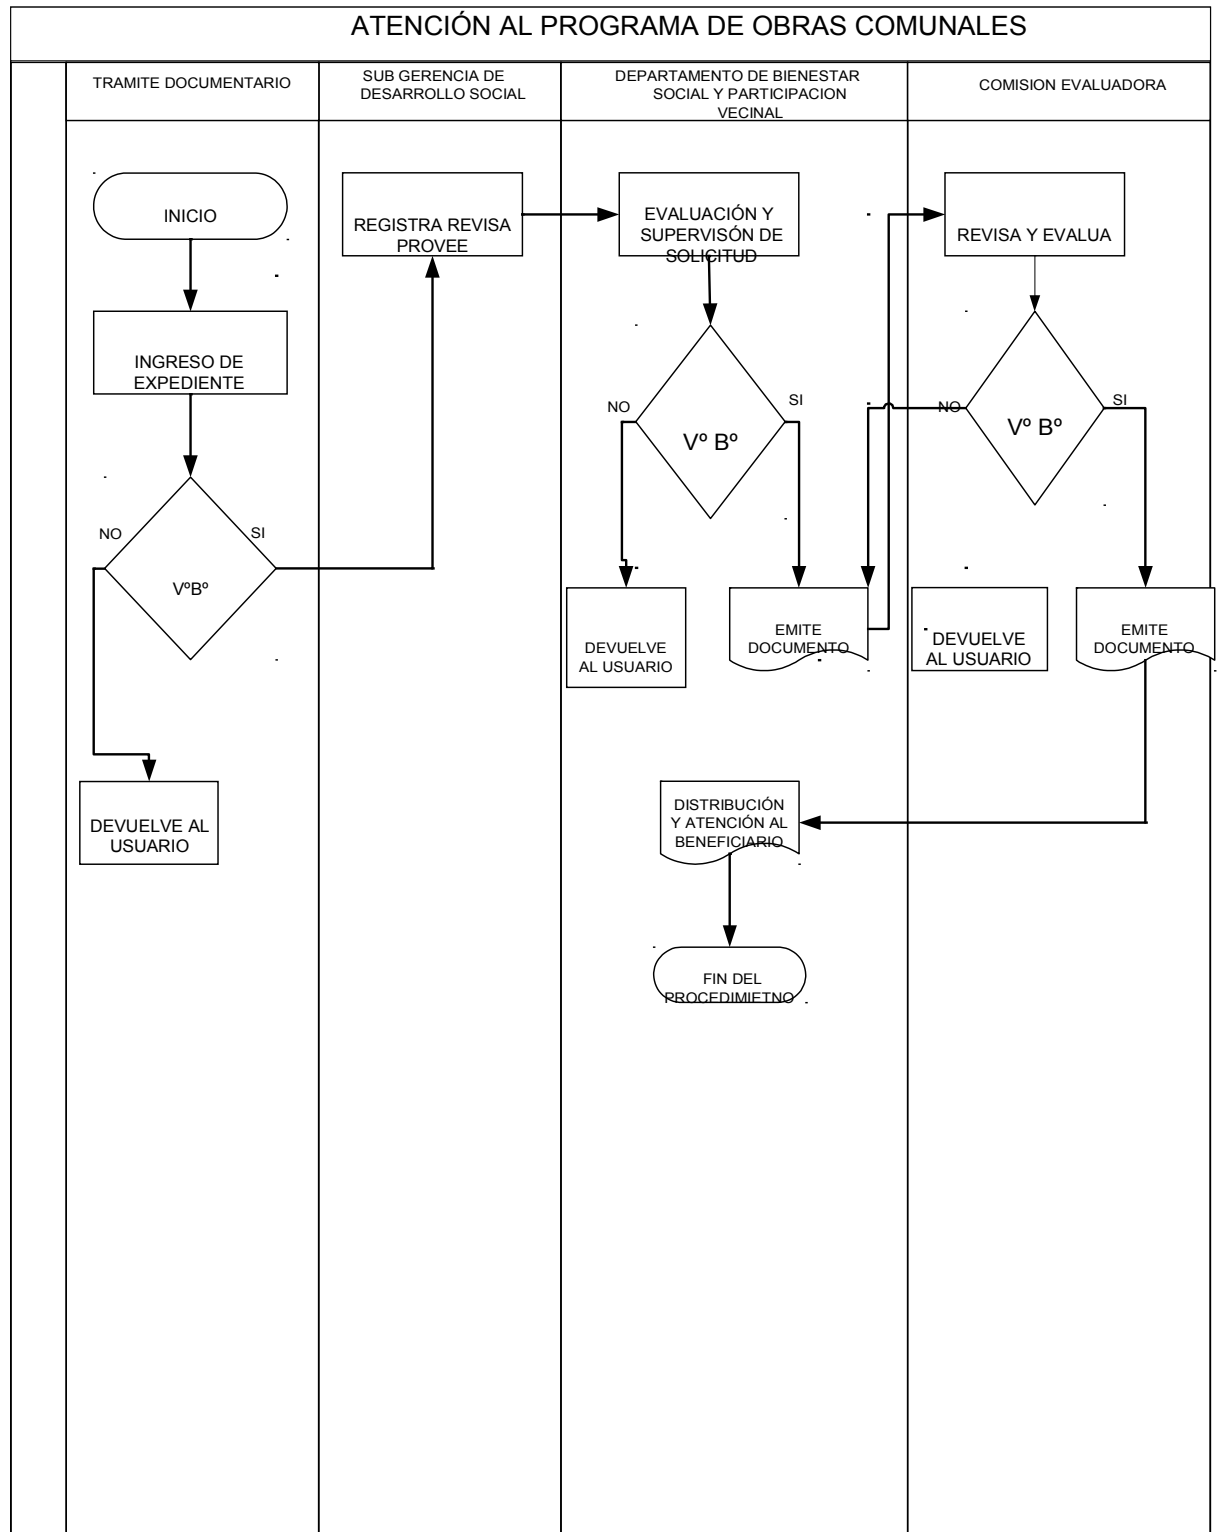 ATENCIÓN AL PROGRAMA DE OBRAS COMUNALES
TRAMITE DOCUMENTARIO
SUB GERENCIA DE
DESARROLLO SOCIAL
DEPARTAMENTO DE BIENESTAR
SOCIAL Y PARTICIPACION
VECINAL
COMISION EVALUADORA
INICIO
REGISTRA REVISA
PROVEE
EVALUACIÓN Y
SUPERVISÓN DE
SOLICITUD
REVISA Y EVALUA
INGRESO DE
EXPEDIENTE
NO
SI
Vº Bº
NO
SI
Vº Bº
NO
SI
VºBº
DEVUELVE
AL USUARIO
EMITE
DOCUMENTO
DEVUELVE
AL USUARIO
EMITE
DOCUMENTO
DEVUELVE AL
USUARIO
DISTRIBUCIÓN
Y ATENCIÓN AL
BENEFICIARIO
FIN DEL
PROCEDIMIETNO